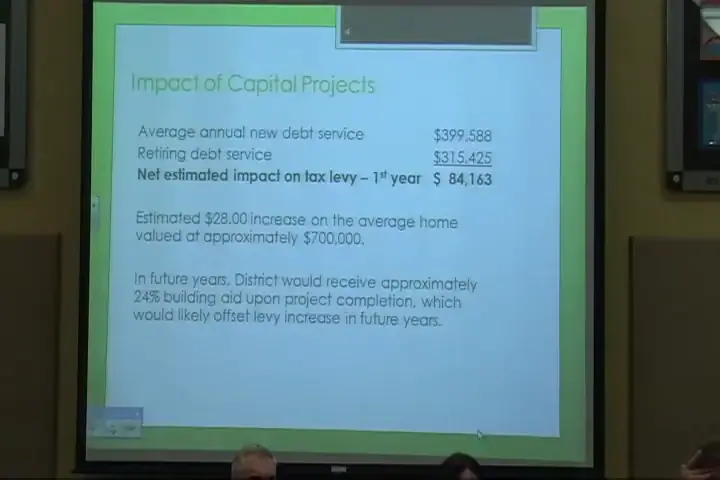 Impact of Capital Projects
Average annual new debt service $399,588
Retiring debt service $315,425
Net estimated impact on tax levy – 1st year $ 84,163
Estimated $28.00 increase on the average home
valued at approximately $700,000.
In future years, District would receive approximately
24% building aid upon project completion, which
would likely offset levy increase in future years.